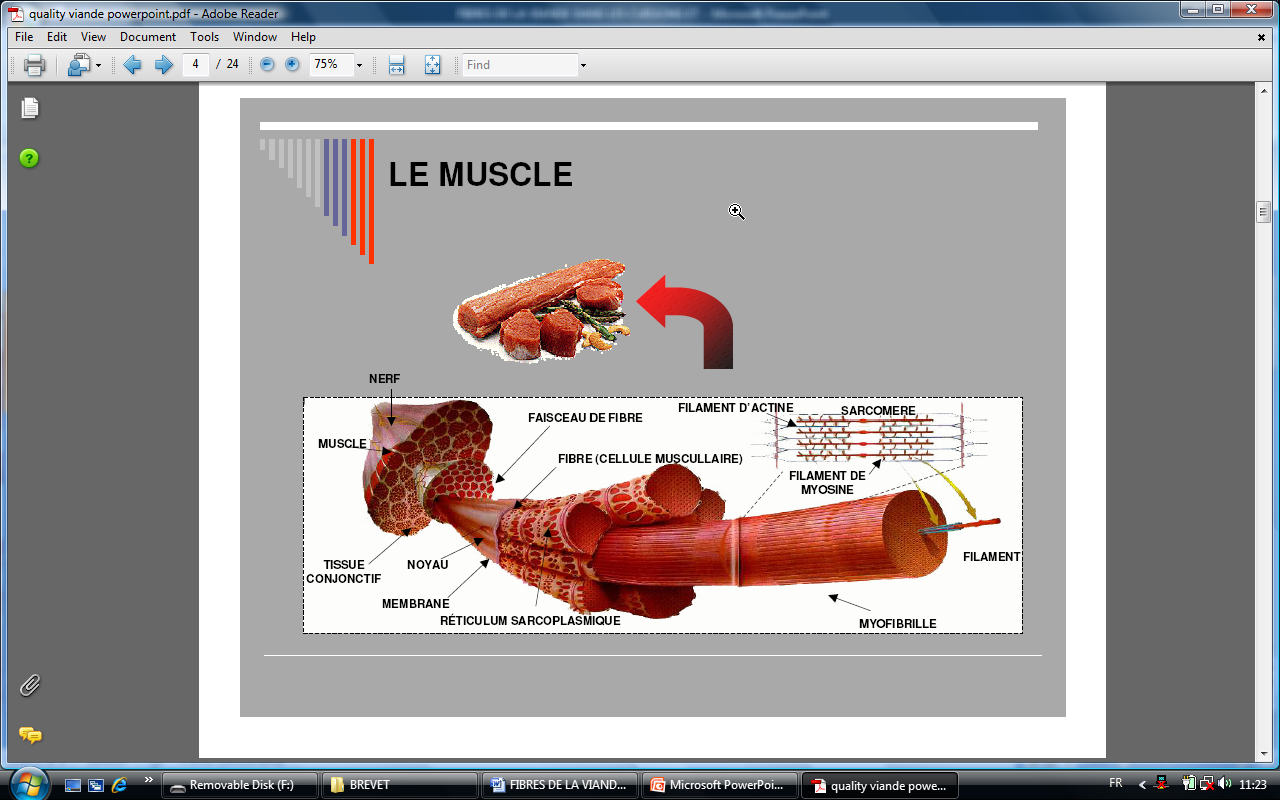 quality viande powerpoint.pdf - Adobe Reader
File Edit View Document Tools Window Help
4 / 24 75% Find
LE MUSCLE
NERF
FILAMENT D'ACTINE
SARCOMERE
FAISCEAU DE FIBRE
MUSCLE
FIBRE (CELLULE MUSCULLAIRE)
FILAMENT DE
MYOSINE
TISSUE
CONJONCTIF
NOYAU
FILAMENT
MEMBRANE
RÉTICULUM SARCOPLASMIQUE
MYOFIBRILLE
Removable Disk (F:)
BREVET
FIBRES DE LA VIAND...
Microsoft PowerPoi...
quality viande powe...
FR
11:23